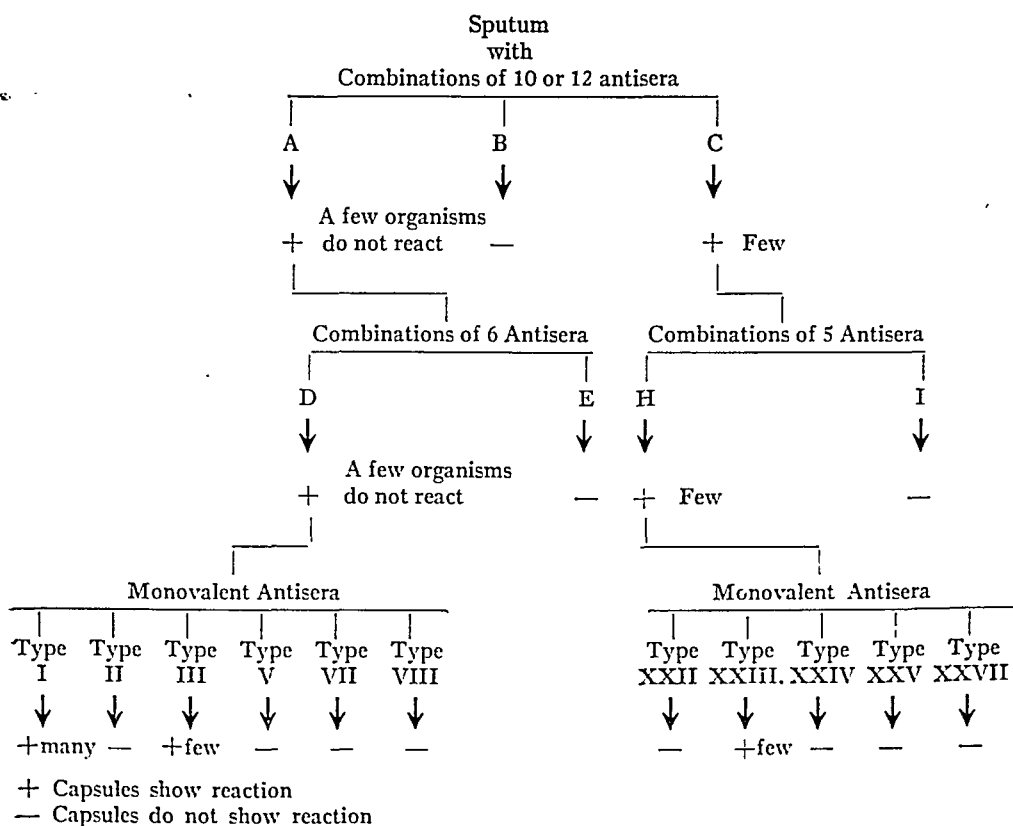 Sputum
with
Combinations of 10 or 12 antisera
A B C
A few organisms
+ do not react — + Few
Combinations of 6 Antisera Combinations of 5 Antisera
D E H I
A few organisms
+ do not react — + Few —
Monovalent Antisera Monovalent Antisera
Type Type Type Type Type Type Type Type Type Type Type
I II III V VII VIII XXII XXIII. XXIV XXV XXVII
+many — +few — — — — +few — — —
+ Capsules show reaction
— Capsules do not show reaction